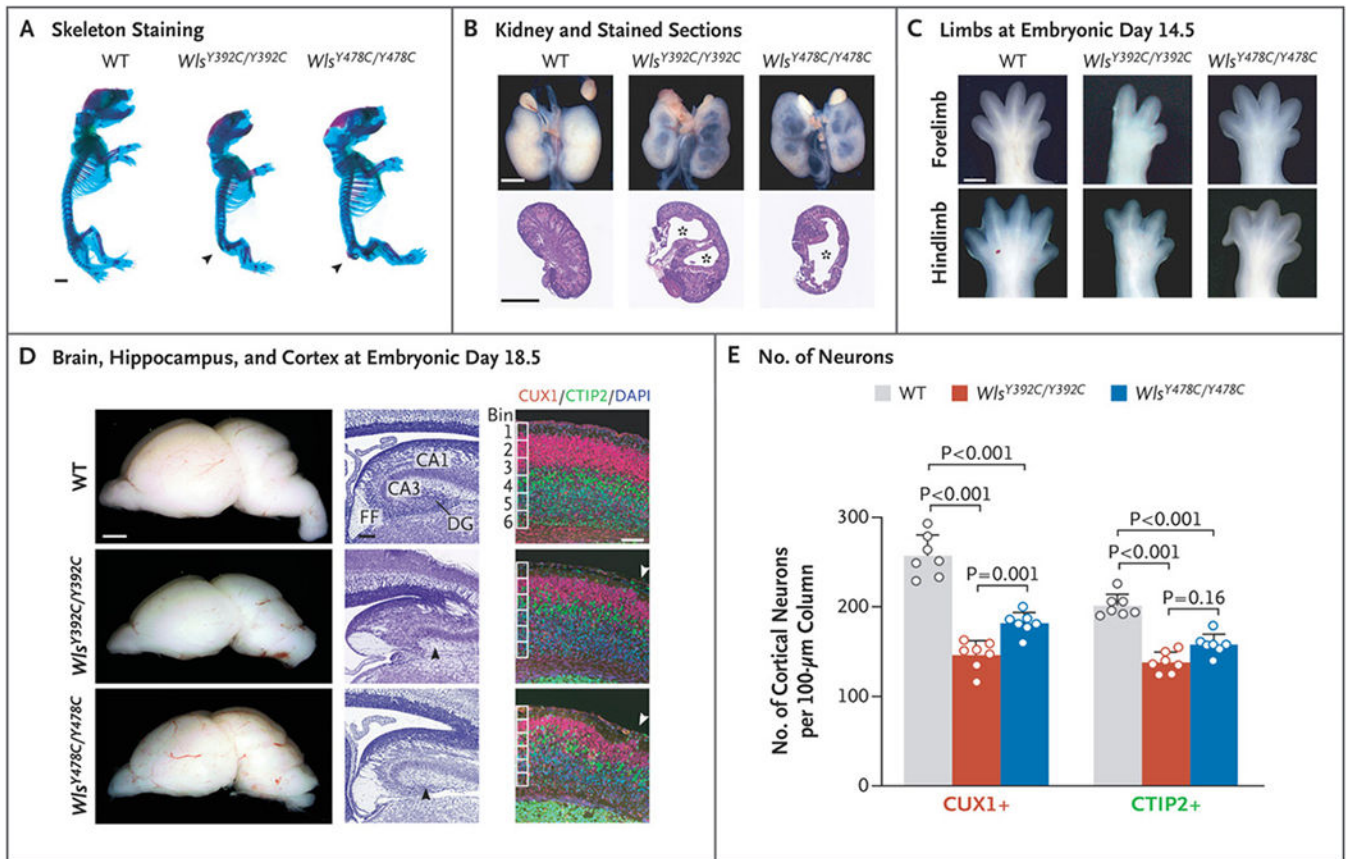 A Skeleton Staining
WT Wls^Y392C/Y392C Wls^Y478C/Y478C
B Kidney and Stained Sections
WT Wls^Y392C/Y392C Wls^Y478C/Y478C
* * *
C Limbs at Embryonic Day 14.5
WT Wls^Y392C/Y392C Wls^Y478C/Y478C
Forelimb
Hindlimb
D Brain, Hippocampus, and Cortex at Embryonic Day 18.5
CUX1/CTIP2/DAPI
Bin
1
2
3
4
5
6
WT
CA1
CA3
FF
DG
Wls^Y392C/Y392C
Wls^Y478C/Y478C
E No. of Neurons
WT Wls^Y392C/Y392C Wls^Y478C/Y478C
No. of Cortical Neurons
per 100-µm Column
300
200
100
0
P<0.001
P<0.001
P=0.001
P<0.001
P<0.001
P=0.16
CUX1+ CTIP2+